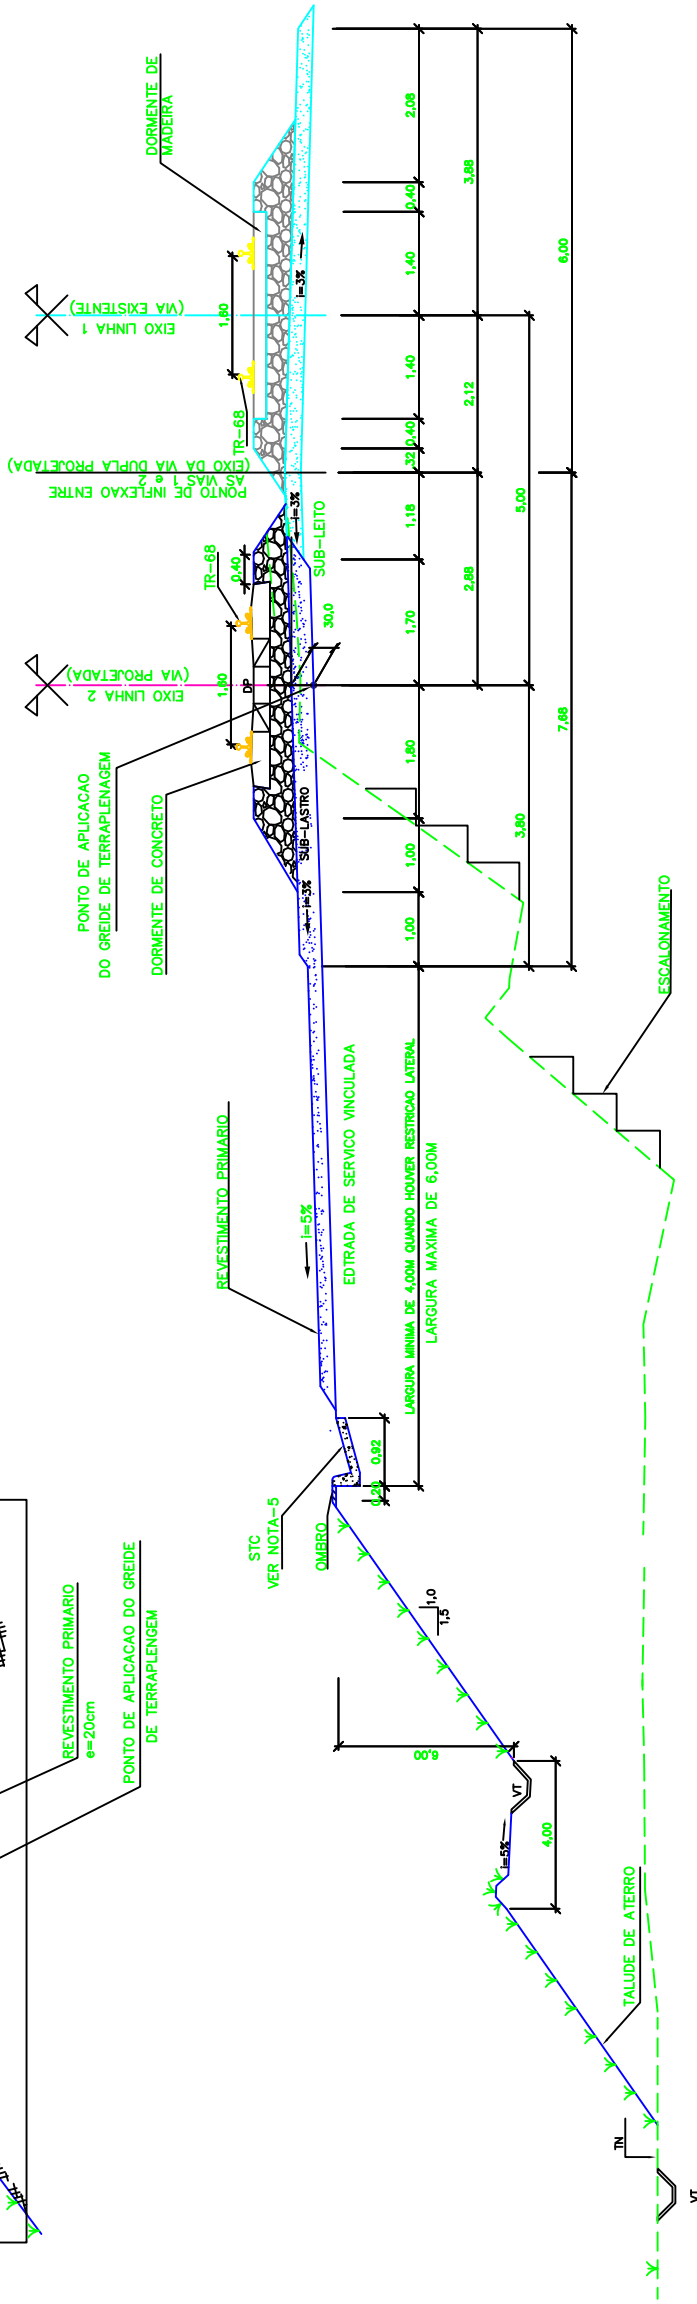 DORMENTE DE
MADEIRA
EIXO LINHA 1
(VIA EXISTENTE)
1,60
TR-68
i=3%
PONTO DE INFLEXAO ENTRE
AS VIAS 1 e 2
(EIXO DA VIA DUPLA PROJETADA)
i=3%
SUB-LEITO
TR-68
0,40
30,0
EIXO LINHA 2
(VIA PROJETADA)
1,60
DP
PONTO DE APLICACAO
DO GREIDE DE TERRAPLENAGEM
DORMENTE DE CONCRETO
SUB-LASTRO
i=3%
2,08
0,40
1,40
1,40
0,40
,32
1,18
1,70
1,80
1,00
1,00
3,88
2,12
2,88
5,00
3,80
6,00
7,68
ESCALONAMENTO
REVESTIMENTO PRIMARIO
i=5%
EDTRADA DE SERVICO VINCULADA
LARGURA MINIMA DE 4,00M QUANDO HOUVER RESTRICAO LATERAL
LARGURA MAXIMA DE 6,00M
0,92
0,20
STC
VER NOTA-5
OMBRO
1,0
1,5
6,00
VT
i=5%
4,00
TALUDE DE ATERRO
TN
VT
REVESTIMENTO PRIMARIO
e=20cm
PONTO DE APLICACAO DO GREIDE
DE TERRAPLENGEM